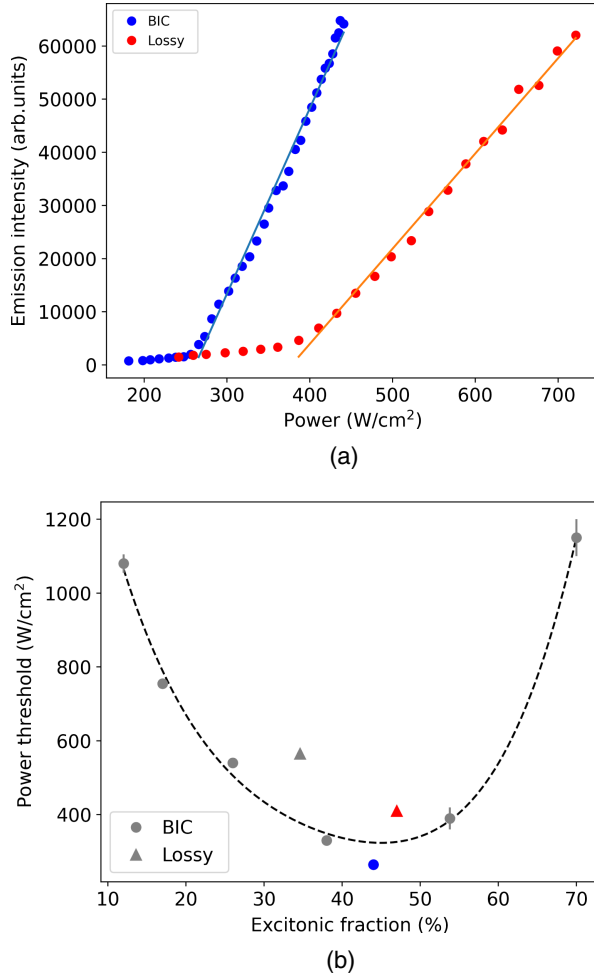 BIC
Lossy
60000
50000
40000
30000
20000
10000
0
Emission intensity (arb.units)
200 300 400 500 600 700
Power (W/cm²)
(a)
1200
1000
800
600
400
Power threshold (W/cm²)
BIC
Lossy
10 20 30 40 50 60 70
Excitonic fraction (%)
(b)